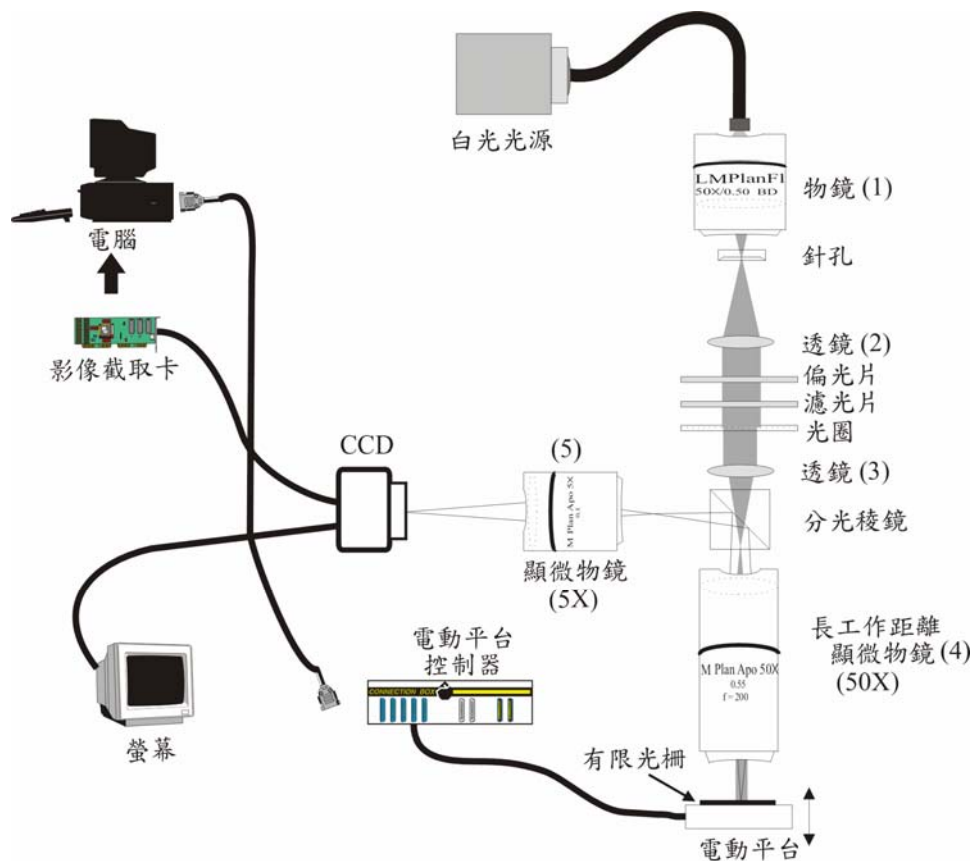 白光光源
LMPlanFl
50X/0.50 BD
物鏡 (1)
針孔
電腦
影像截取卡
透鏡 (2)
偏光片
濾光片
光圈
透鏡 (3)
分光稜鏡
CCD
(5)
M Plan Apo 5X
0.1
顯微物鏡
(5X)
長工作距離
顯微物鏡 (4)
(50X)
M Plan Apo 50X
0.55
f = 200
電動平台
控制器
CONNECTION BOX
螢幕
有限光柵
電動平台